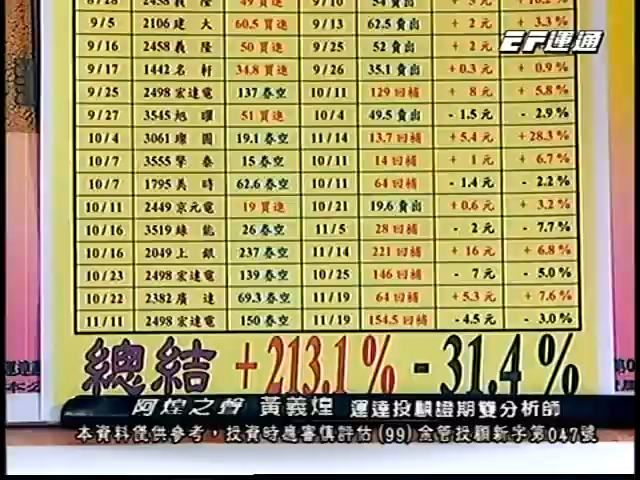 8/28 2458 義隆 49 買進 9/10 54 賣出
9/5 2106 建大 60.5 買進 9/13 62.5 賣出 + 2 元 + 3.3 %
9/16 2458 義隆 50 買進 9/25 52 賣出 + 2 元
9/17 1442 名軒 34.8 買進 9/26 35.1 賣出 + 0.3 元 + 0.9 %
9/25 2498 宏達電 137 券空 10/11 129 回補 + 8 元 + 5.8 %
9/27 3545 旭曜 51 買進 10/4 49.5 賣出 - 1.5 元 - 2.9 %
10/4 3061 璨圓 19.1 券空 11/14 13.7 回補 + 5.4 元 + 28.3 %
10/7 3555 擎泰 15 券空 10/11 14 回補 + 1 元 + 6.7 %
10/7 1795 美時 62.6 券空 10/11 64 回補 - 1.4 元 - 2.2 %
10/11 2449 京元電 19 買進 10/21 19.6 賣出 + 0.6 元 + 3.2 %
10/16 3519 綠能 26 券空 11/5 28 回補 - 2 元 - 7.7 %
10/16 2049 上銀 237 券空 11/14 221 回補 + 16 元 + 6.8 %
10/23 2498 宏達電 139 券空 10/25 146 回補 - 7 元 - 5.0 %
10/22 2382 廣達 69.3 券空 11/19 64 回補 + 5.3 元 + 7.6 %
11/11 2498 宏達電 150 券空 11/19 154.5 回補 - 4.5 元 - 3.0 %
總結 + 213.1 % - 31.4 %
運通
阿煌之聲 黃義煌 運達投顧證期雙分析師
本資料僅供參考，投資時應審慎評估 (99) 金管投顧新字第047號